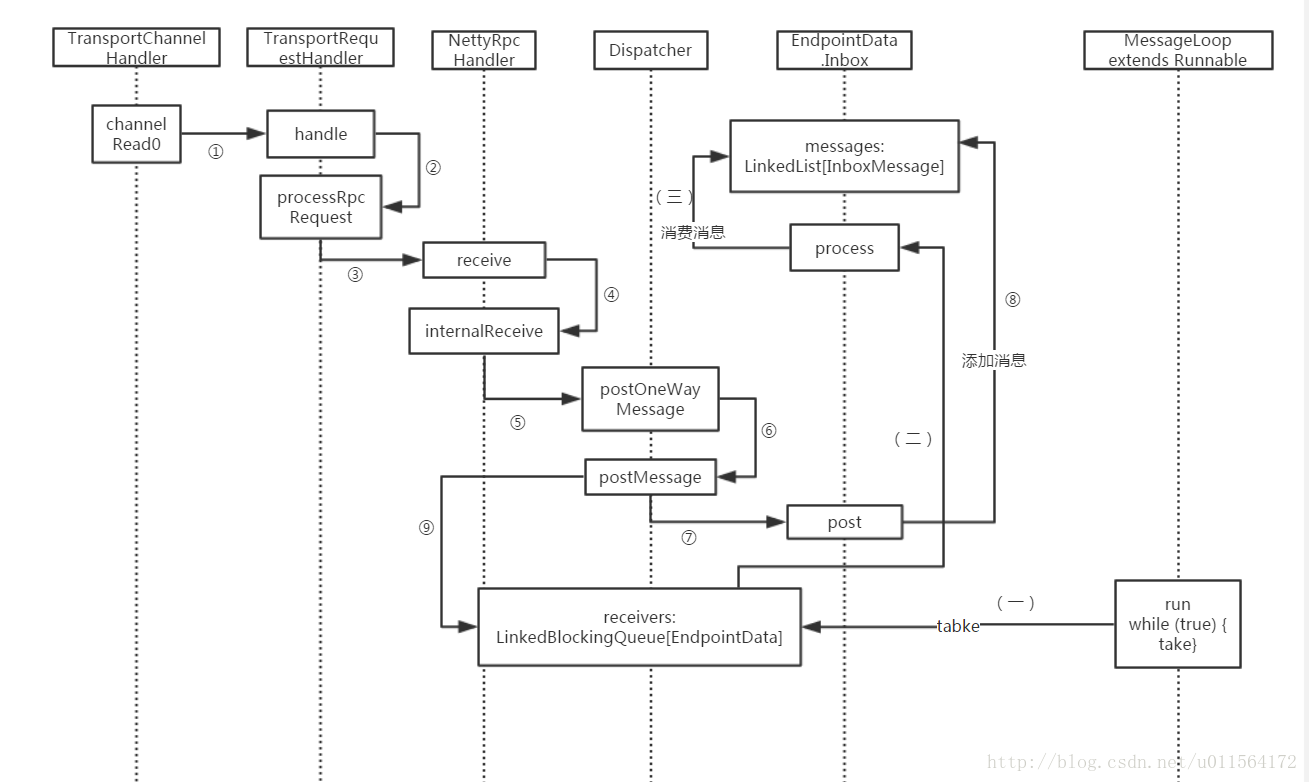 TransportChannel
Handler
TransportRequ
estHandler
NettyRpc
Handler
Dispatcher
EndpointData
.Inbox
MessageLoop
extends Runnable
channel
Read0
①
handle
②
processRpc
Request
③
receive
④
internalReceive
⑤
postOneWay
Message
⑥
postMessage
⑦
post
⑧
添加消息
⑨
messages:
LinkedList[InboxMessage]
（三）
消费消息
process
（二）
receivers:
LinkedBlockingQueue[EndpointData]
（一）
tabke
run
while (true) {
take}
http://blog.csdn.net/u011564172